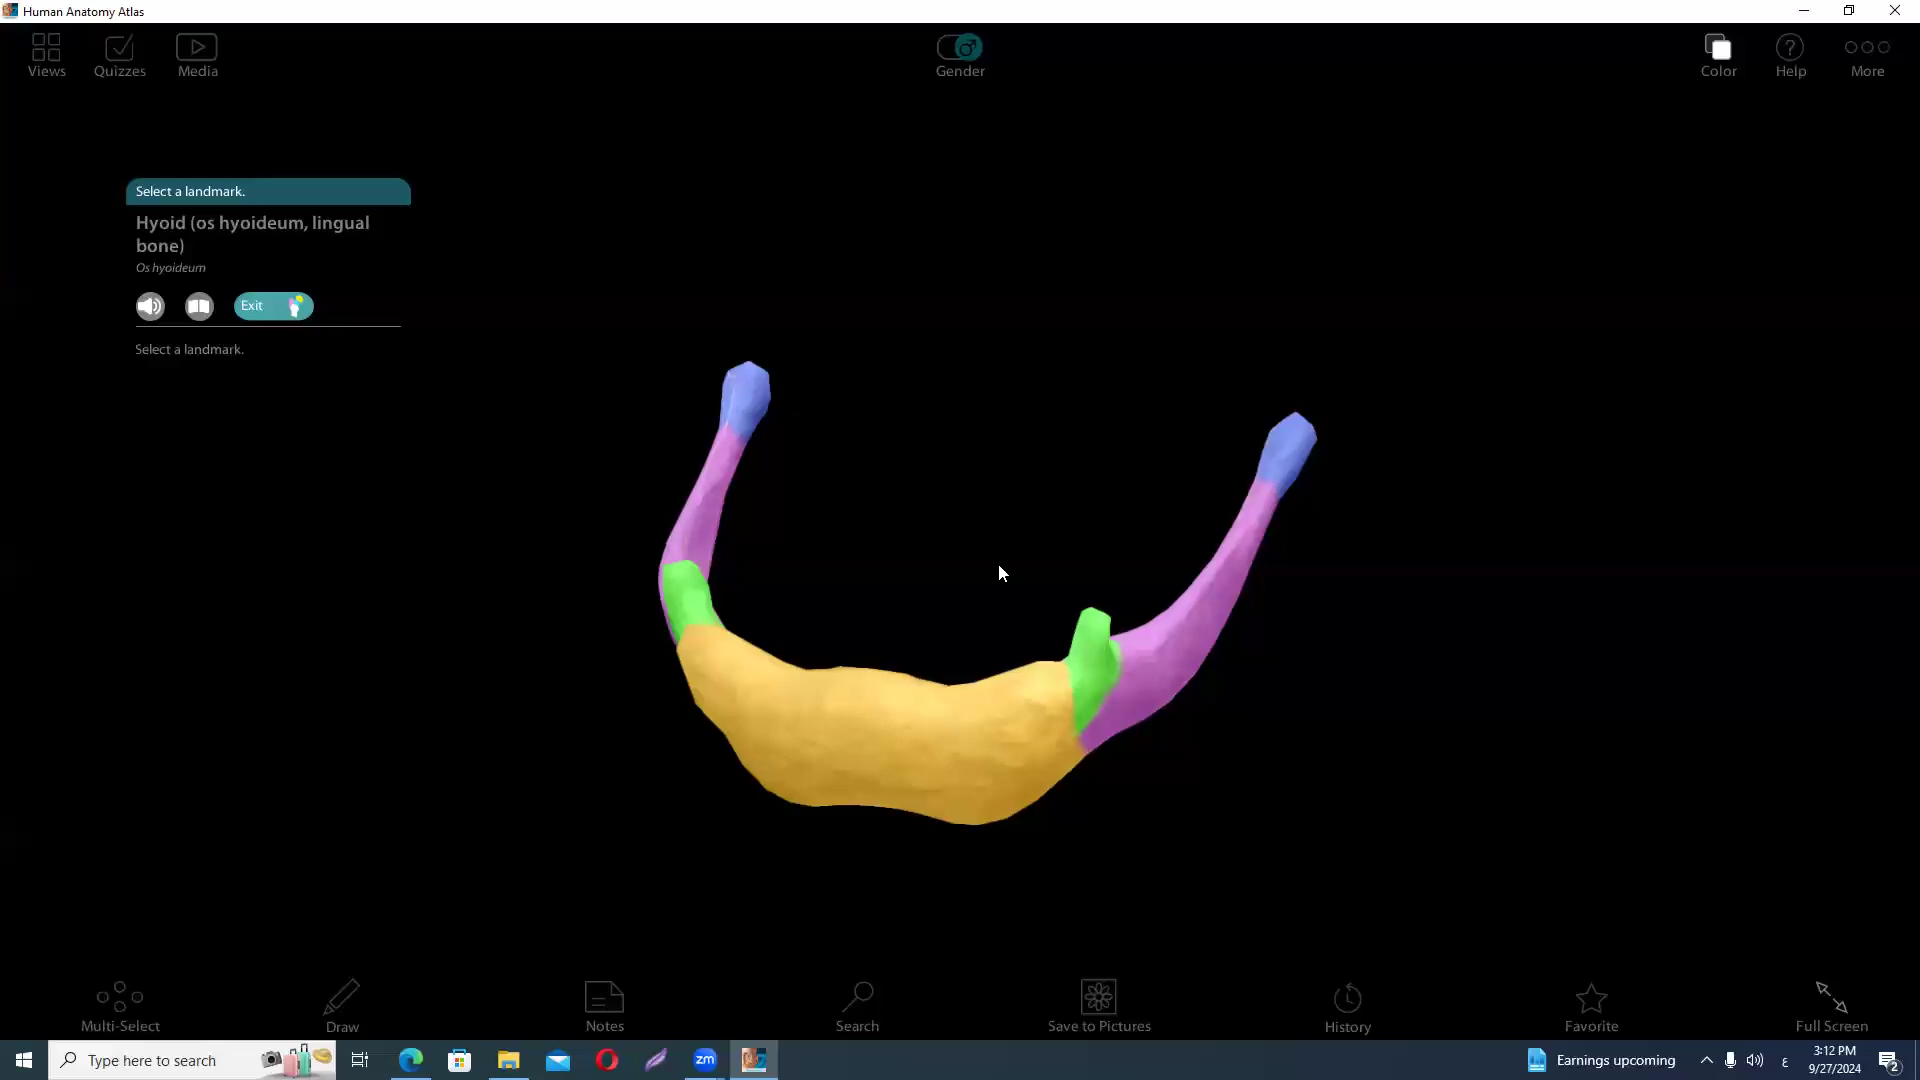 Human Anatomy Atlas
Views
Quizzes
Media
Gender
Color
Help
More
Select a landmark.
Hyoid (os hyoideum, lingual
bone)
Os hyoideum
Exit
Select a landmark.
Multi-Select
Draw
Notes
Search
Save to Pictures
History
Favorite
Full Screen
Type here to search
zm
Earnings upcoming
ع
3:12 PM
9/27/2024
2